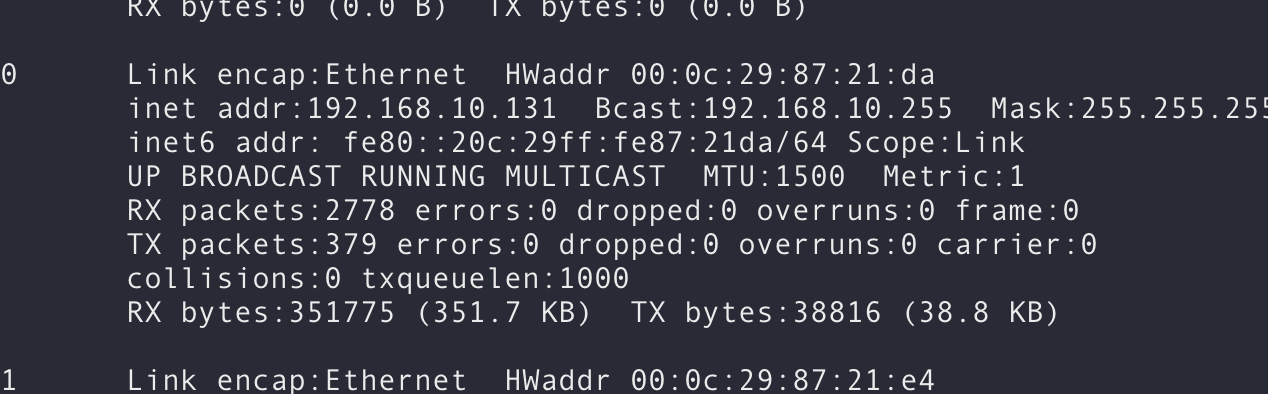 RX bytes:0 (0.0 B)  TX bytes:0 (0.0 B)
0       Link encap:Ethernet  HWaddr 00:0c:29:87:21:da
        inet addr:192.168.10.131  Bcast:192.168.10.255  Mask:255.255.255
        inet6 addr: fe80::20c:29ff:fe87:21da/64 Scope:Link
        UP BROADCAST RUNNING MULTICAST  MTU:1500  Metric:1
        RX packets:2778 errors:0 dropped:0 overruns:0 frame:0
        TX packets:379 errors:0 dropped:0 overruns:0 carrier:0
        collisions:0 txqueuelen:1000
        RX bytes:351775 (351.7 KB)  TX bytes:38816 (38.8 KB)
1       Link encap:Ethernet  HWaddr 00:0c:29:87:21:e4